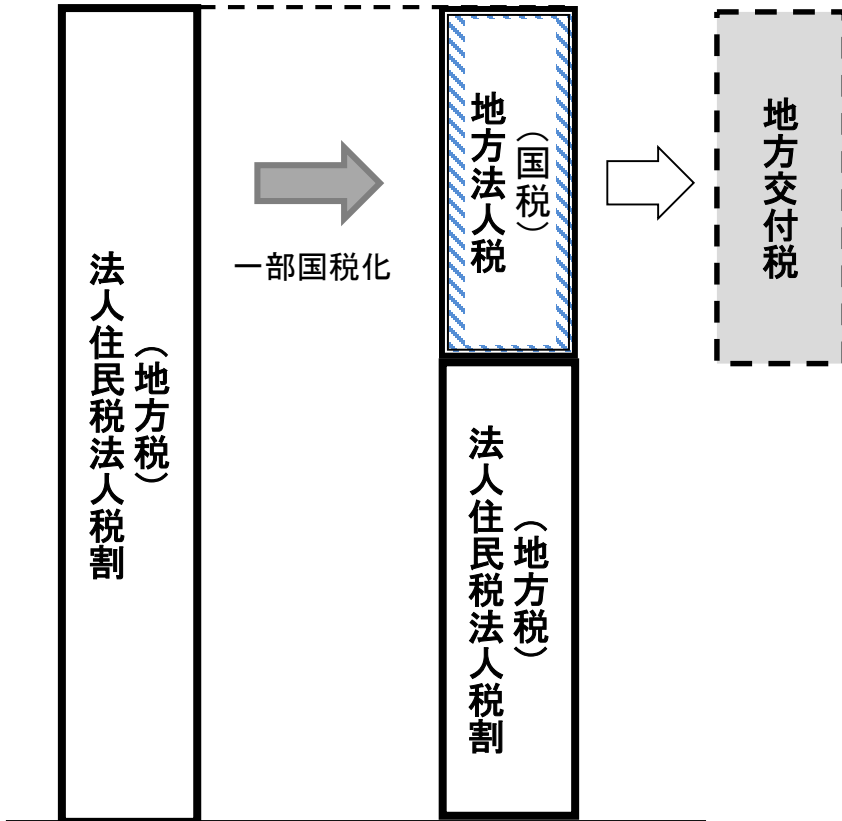 法人住民税法人税割
（地方税）
一部国税化
地方法人税
（国税）
法人住民税法人税割
（地方税）
地方交付税